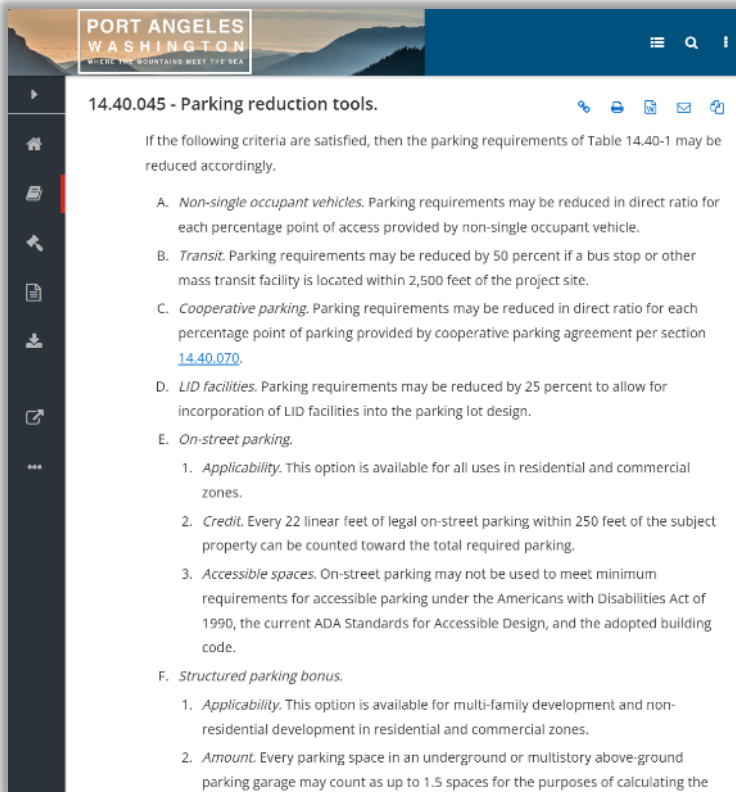 PORT ANGELES
WASHINGTON
WHERE THE MOUNTAINS MEET THE SEA
14.40.045 - Parking reduction tools.
If the following criteria are satisfied, then the parking requirements of Table 14.40-1 may be
reduced accordingly.
A. Non-single occupant vehicles. Parking requirements may be reduced in direct ratio for
each percentage point of access provided by non-single occupant vehicle.
B. Transit. Parking requirements may be reduced by 50 percent if a bus stop or other
mass transit facility is located within 2,500 feet of the project site.
C. Cooperative parking. Parking requirements may be reduced in direct ratio for each
percentage point of parking provided by cooperative parking agreement per section
14.40.070.
D. LID facilities. Parking requirements may be reduced by 25 percent to allow for
incorporation of LID facilities into the parking lot design.
E. On-street parking.
1. Applicability. This option is available for all uses in residential and commercial
zones.
2. Credit. Every 22 linear feet of legal on-street parking within 250 feet of the subject
property can be counted toward the total required parking.
3. Accessible spaces. On-street parking may not be used to meet minimum
requirements for accessible parking under the Americans with Disabilities Act of
1990, the current ADA Standards for Accessible Design, and the adopted building
code.
F. Structured parking bonus.
1. Applicability. This option is available for multi-family development and non-
residential development in residential and commercial zones.
2. Amount. Every parking space in an underground or multistory above-ground
parking garage may count as up to 1.5 spaces for the purposes of calculating the